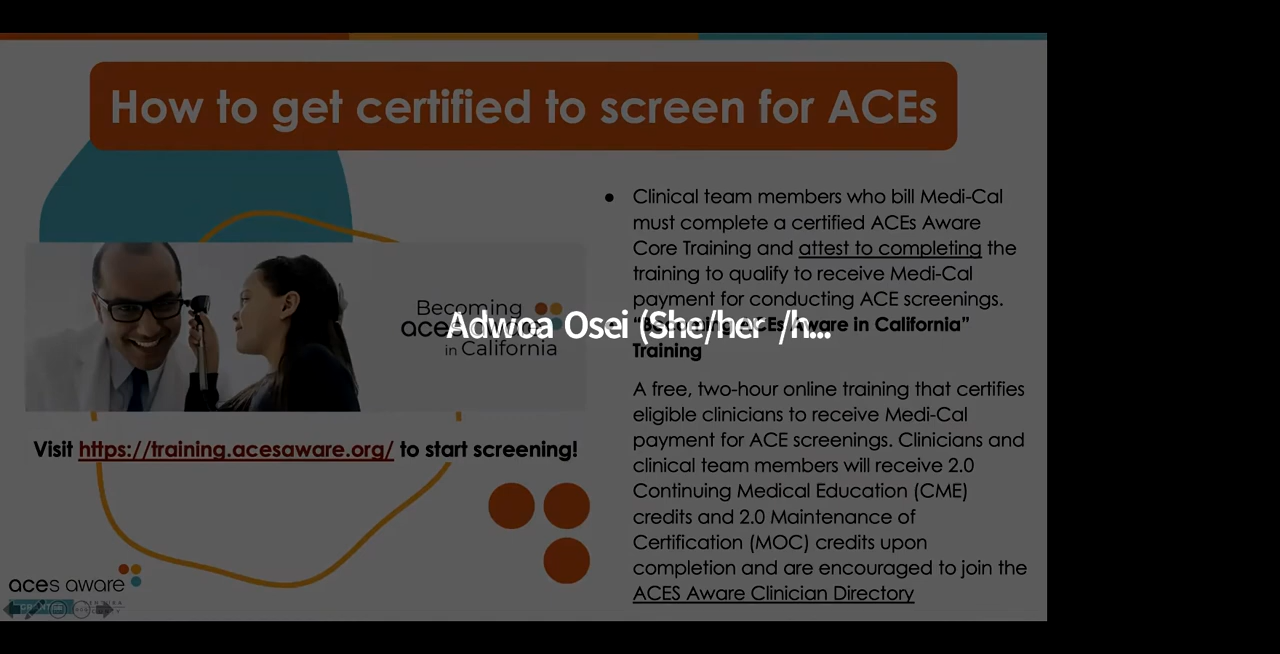 How to get certified to screen for ACEs
Clinical team members who bill Medi-Cal
must complete a certified ACEs Aware
Core Training and attest to completing the
training to qualify to receive Medi-Cal
payment for conducting ACE screenings.
“Becoming ACEs Aware in California”
Training
A free, two-hour online training that certifies
eligible clinicians to receive Medi-Cal
payment for ACE screenings. Clinicians and
clinical team members will receive 2.0
Continuing Medical Education (CME)
credits and 2.0 Maintenance of
Certification (MOC) credits upon
completion and are encouraged to join the
ACES Aware Clinician Directory
Becoming
aces aware
in California
Adwoa Osei (She/her /h...
Visit https://training.acesaware.org/ to start screening!
aces aware